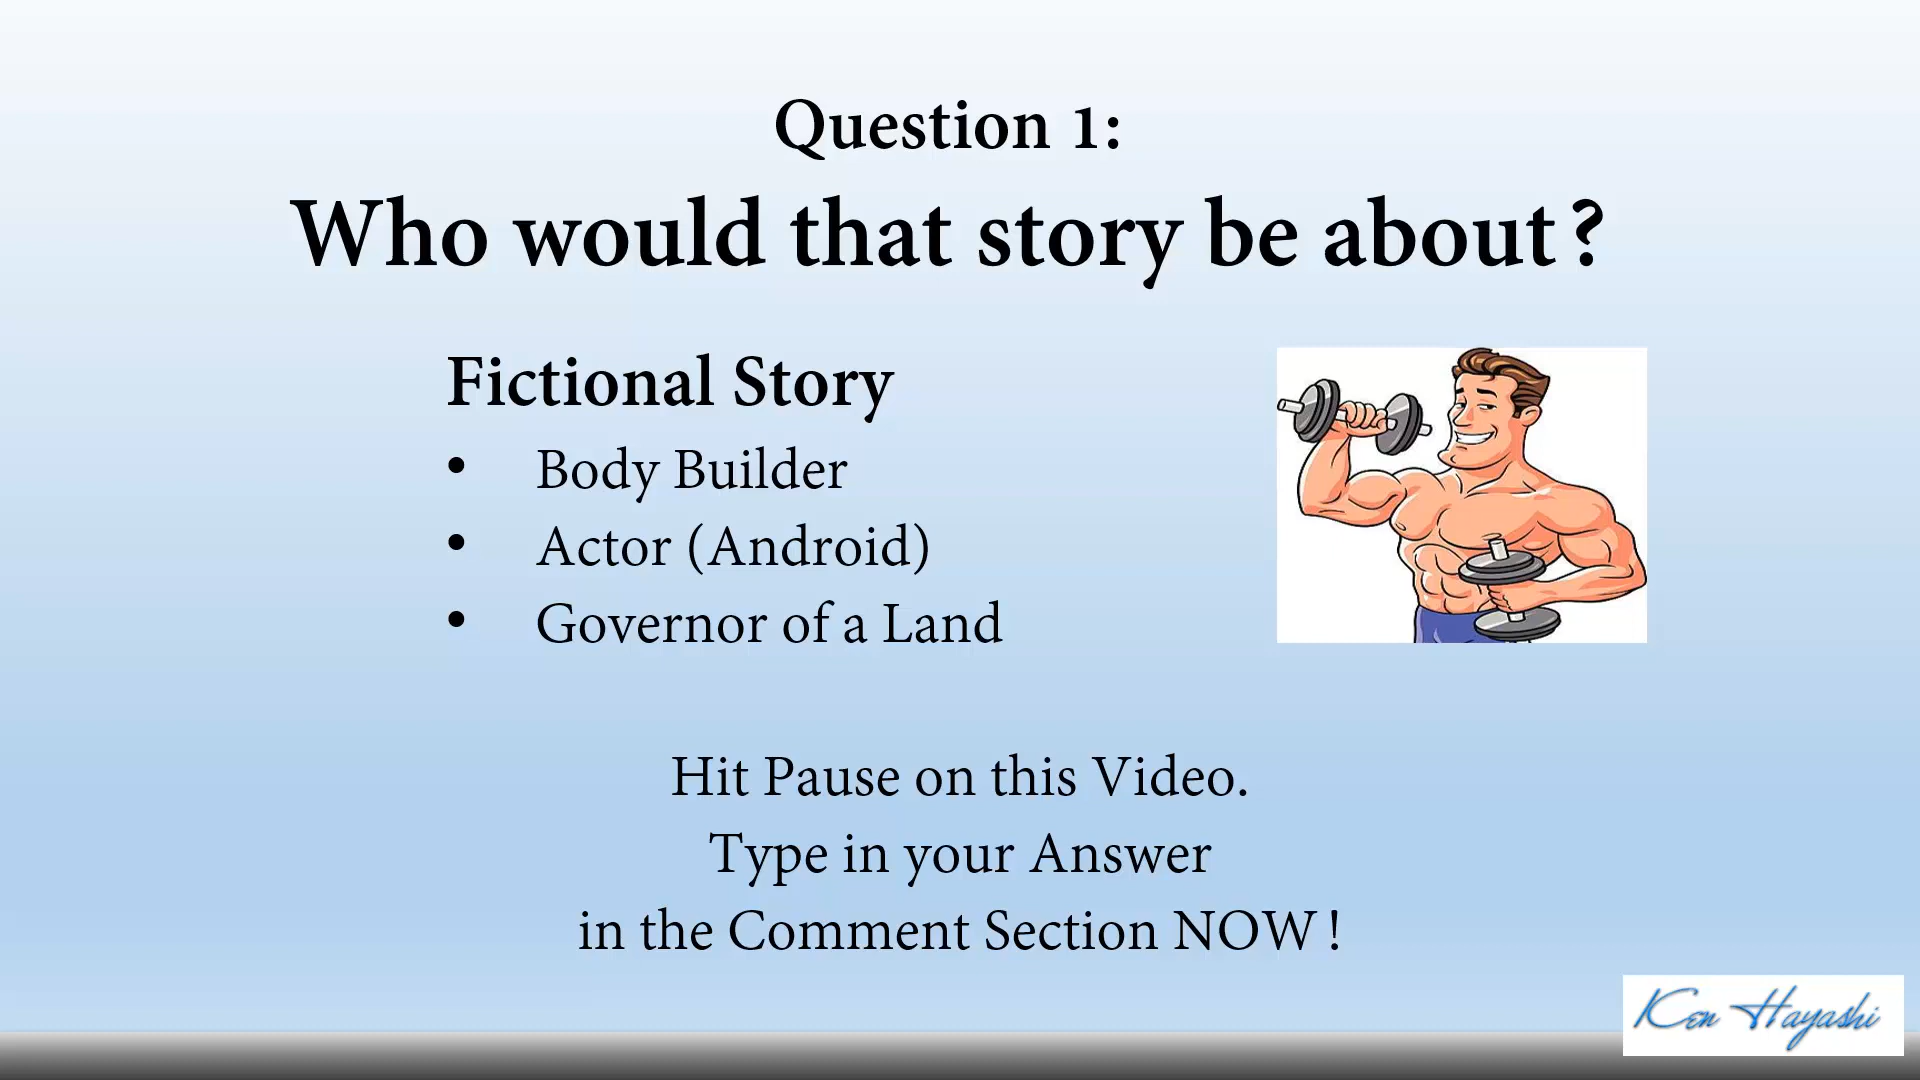 Question 1:
Who would that story be about?
Fictional Story
• Body Builder
• Actor (Android)
• Governor of a Land
Hit Pause on this Video.
Type in your Answer
in the Comment Section NOW!
Ken Hayashi